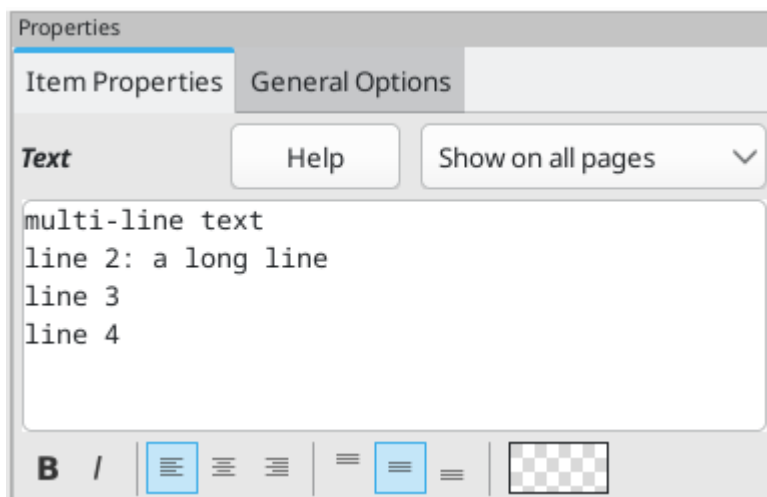 Properties
Item Properties General Options
Text Help Show on all pages
multi-line text
line 2: a long line
line 3
line 4
B I